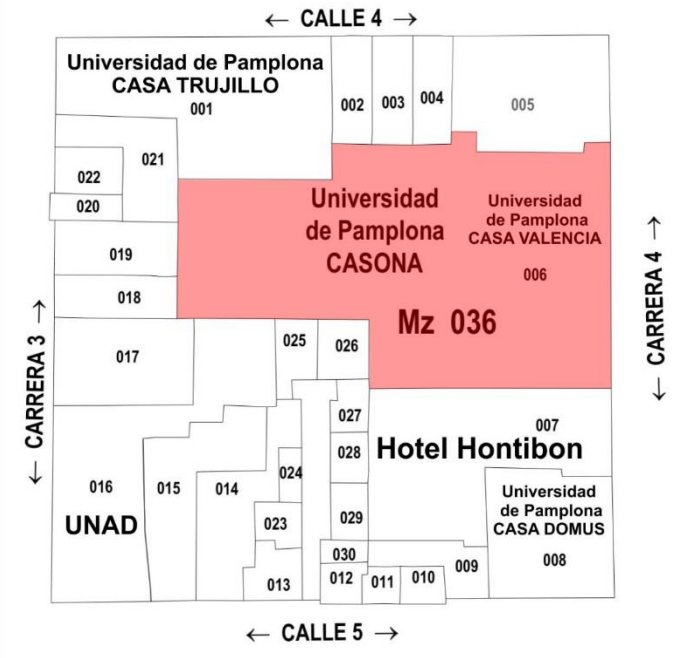 ← CALLE 4 →
Universidad de Pamplona
CASA TRUJILLO
001
002
003
004
005
021
022
020
019
018
Universidad
de Pamplona
CASONA
Universidad
de Pamplona
CASA VALENCIA
006
Mz 036
← CARRERA 3 →
← CARRERA 4 →
017
025
026
027
028
007
Hotel Hontibon
016
UNAD
015
014
024
023
029
Universidad
de Pamplona
CASA DOMUS
008
030
013
012
011
010
009
← CALLE 5 →